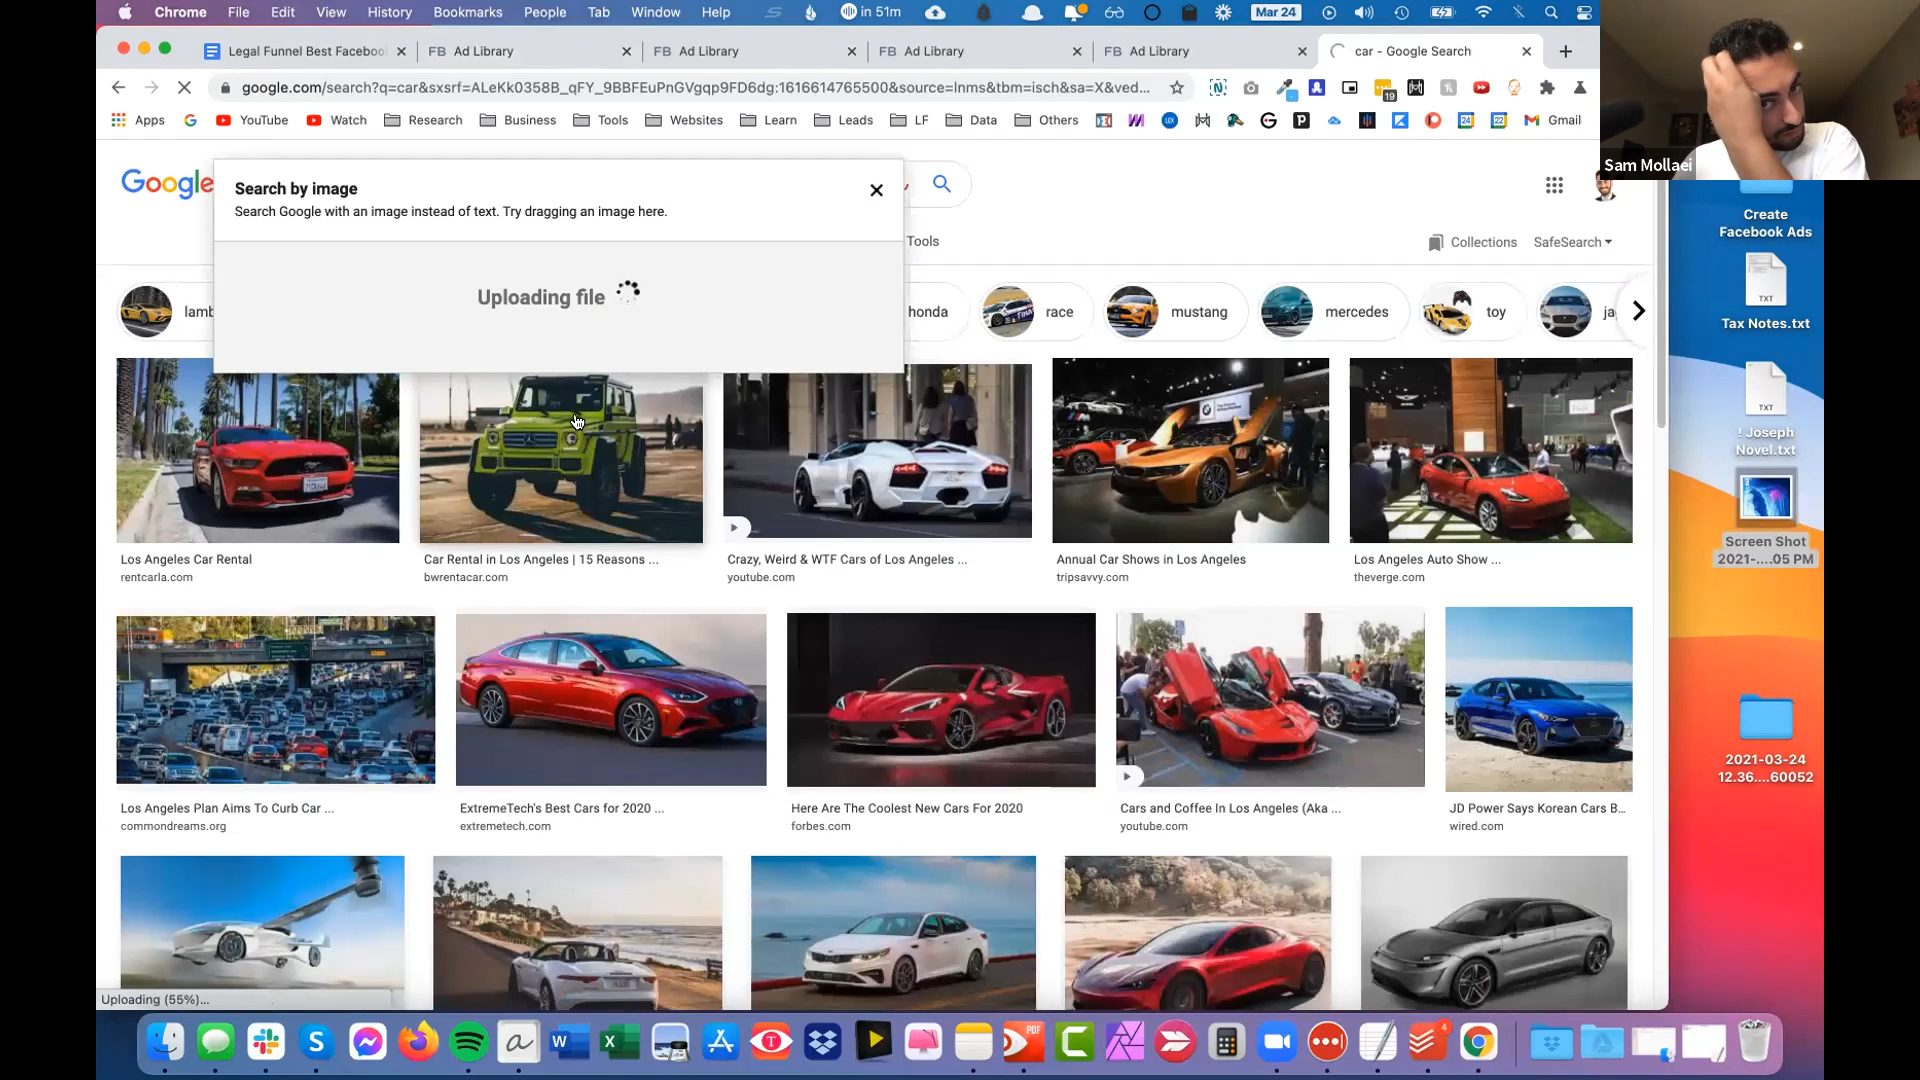 Chrome File Edit View History Bookmarks People Tab Window Help in 51m Mar 24
Legal Funnel Best Faceboo
FB Ad Library
FB Ad Library
FB Ad Library
FB Ad Library
car - Google Search
google.com/search?q=car&sxsrf=ALeKk0358B_qFY_9BBFEuPnGVgqp9FD6dg:1616614765500&source=lnms&tbm=isch&sa=X&ved...
19
Apps YouTube Watch Research Business Tools Websites Learn Leads LF Data Others Gmail
Sam Mollaei
Google
Search by image
Search Google with an image instead of text. Try dragging an image here.
Uploading file
Tools
Collections SafeSearch
lamb
honda
race
mustang
mercedes
toy
ja
Los Angeles Car Rental
rentcarla.com
Car Rental in Los Angeles | 15 Reasons ...
bwrentacar.com
Crazy, Weird & WTF Cars of Los Angeles ...
youtube.com
Annual Car Shows in Los Angeles
tripsavvy.com
Los Angeles Auto Show ...
theverge.com
Los Angeles Plan Aims To Curb Car ...
commondreams.org
ExtremeTech's Best Cars for 2020 ...
extremetech.com
Here Are The Coolest New Cars For 2020
forbes.com
Cars and Coffee In Los Angeles (Aka ...
youtube.com
JD Power Says Korean Cars B...
wired.com
Uploading (55%)...
Create
Facebook Ads
TXT
Tax Notes.txt
TXT
! Joseph
Novel.txt
Screen Shot
2021-....05 PM
2021-03-24
12.36....60052
PDF
4